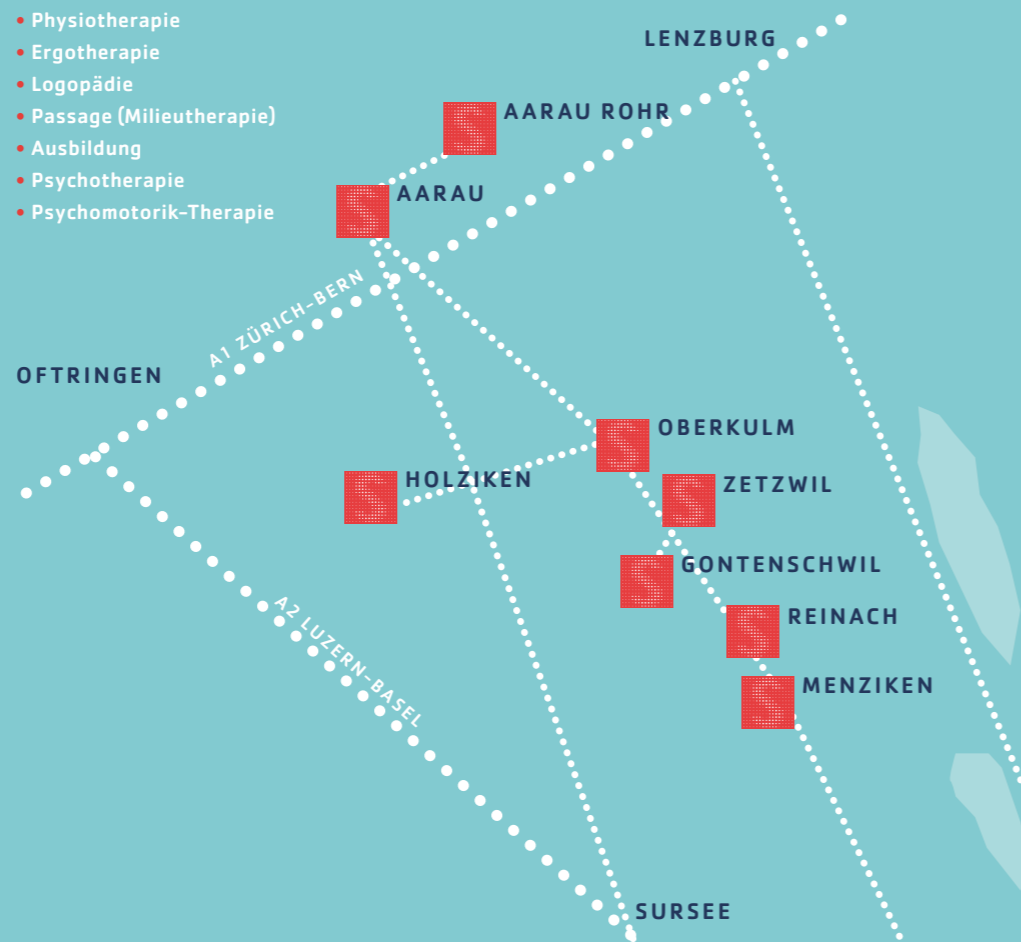 • Physiotherapie
• Ergotherapie
• Logopädie
• Passage (Milieutherapie)
• Ausbildung
• Psychotherapie
• Psychomotorik-Therapie
LENZBURG
AARAU ROHR
AARAU
A1 ZÜRICH-BERN
OFTRINGEN
OBERKULM
HOLZIKEN
ZETZWIL
GONTENSCHWIL
A2 LUZERN-BASEL
REINACH
MENZIKEN
SURSEE